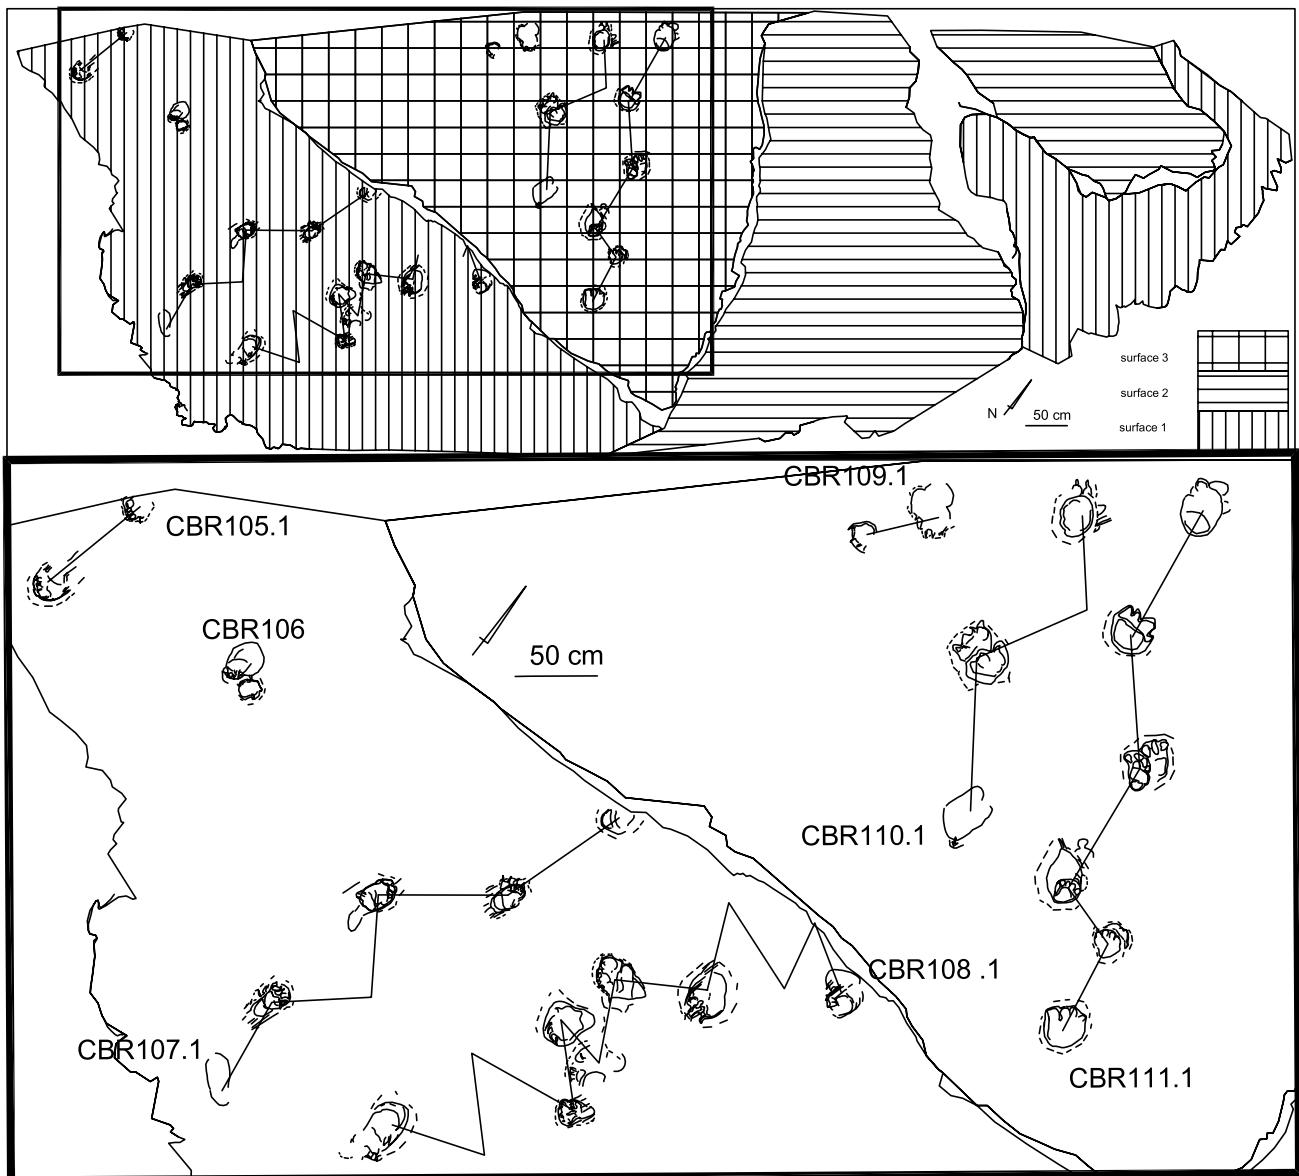 surface 3
surface 2
N
50 cm
surface 1
CBR109.1
CBR105.1
CBR106
50 cm
CBR110.1
CBR108 .1
CBR107.1
CBR111.1